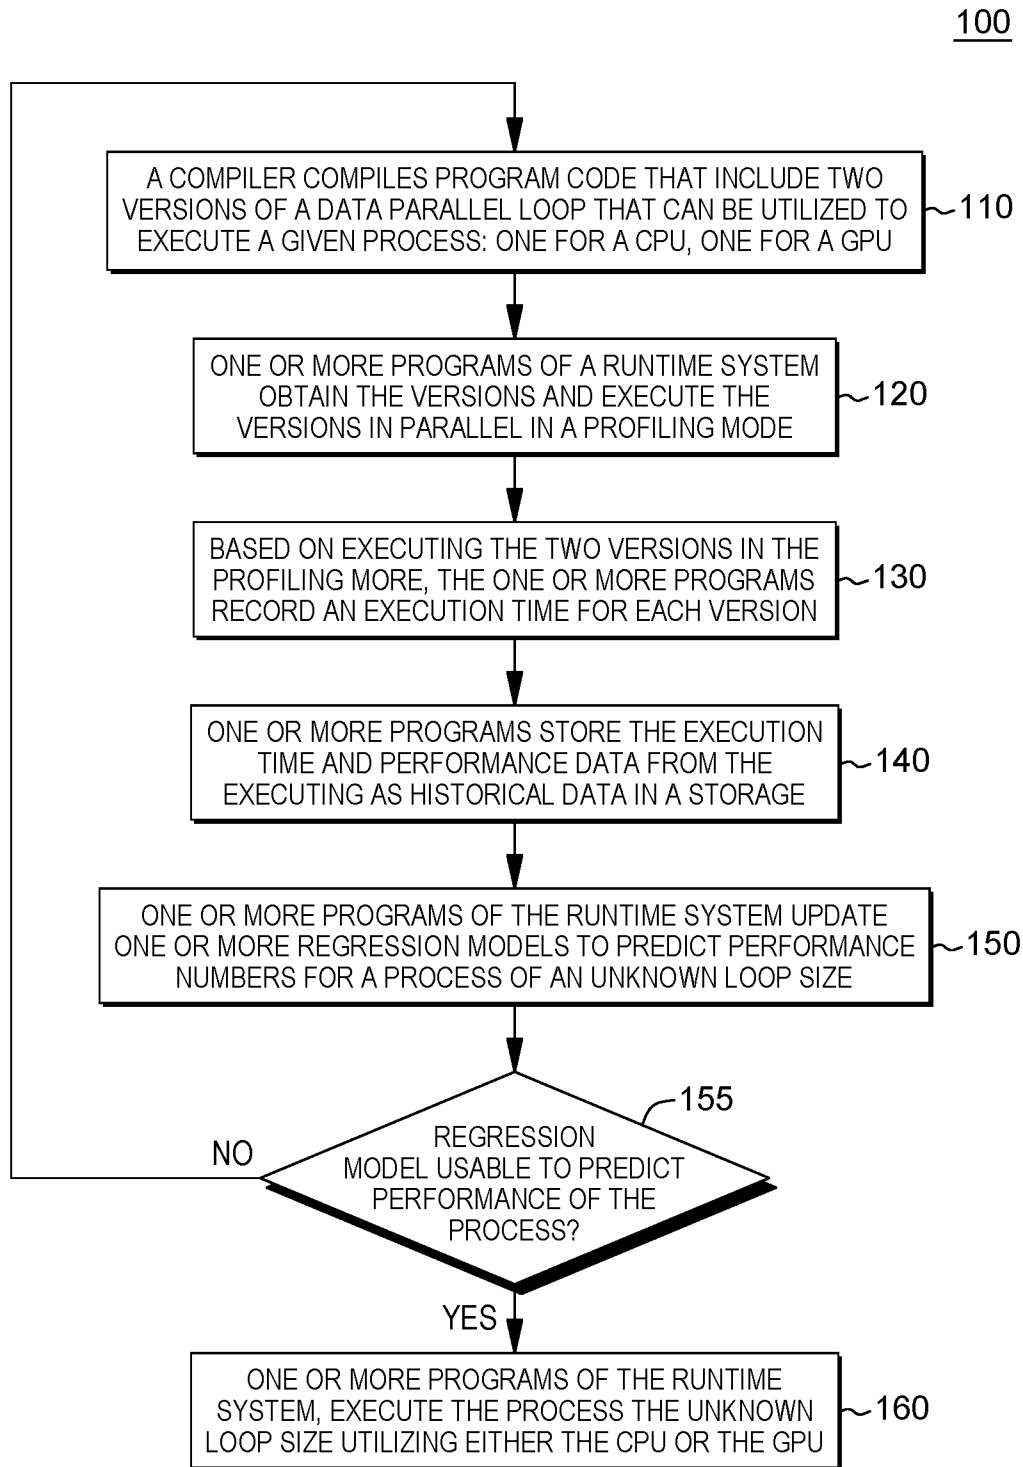 100
A COMPILER COMPILES PROGRAM CODE THAT INCLUDE TWO
VERSIONS OF A DATA PARALLEL LOOP THAT CAN BE UTILIZED TO
EXECUTE A GIVEN PROCESS: ONE FOR A CPU, ONE FOR A GPU
110
ONE OR MORE PROGRAMS OF A RUNTIME SYSTEM
OBTAIN THE VERSIONS AND EXECUTE THE
VERSIONS IN PARALLEL IN A PROFILING MODE
120
BASED ON EXECUTING THE TWO VERSIONS IN THE
PROFILING MORE, THE ONE OR MORE PROGRAMS
RECORD AN EXECUTION TIME FOR EACH VERSION
130
ONE OR MORE PROGRAMS STORE THE EXECUTION
TIME AND PERFORMANCE DATA FROM THE
EXECUTING AS HISTORICAL DATA IN A STORAGE
140
ONE OR MORE PROGRAMS OF THE RUNTIME SYSTEM UPDATE
ONE OR MORE REGRESSION MODELS TO PREDICT PERFORMANCE
NUMBERS FOR A PROCESS OF AN UNKNOWN LOOP SIZE
150
155
NO
REGRESSION
MODEL USABLE TO PREDICT
PERFORMANCE OF THE
PROCESS?
YES
ONE OR MORE PROGRAMS OF THE RUNTIME
SYSTEM, EXECUTE THE PROCESS THE UNKNOWN
LOOP SIZE UTILIZING EITHER THE CPU OR THE GPU
160